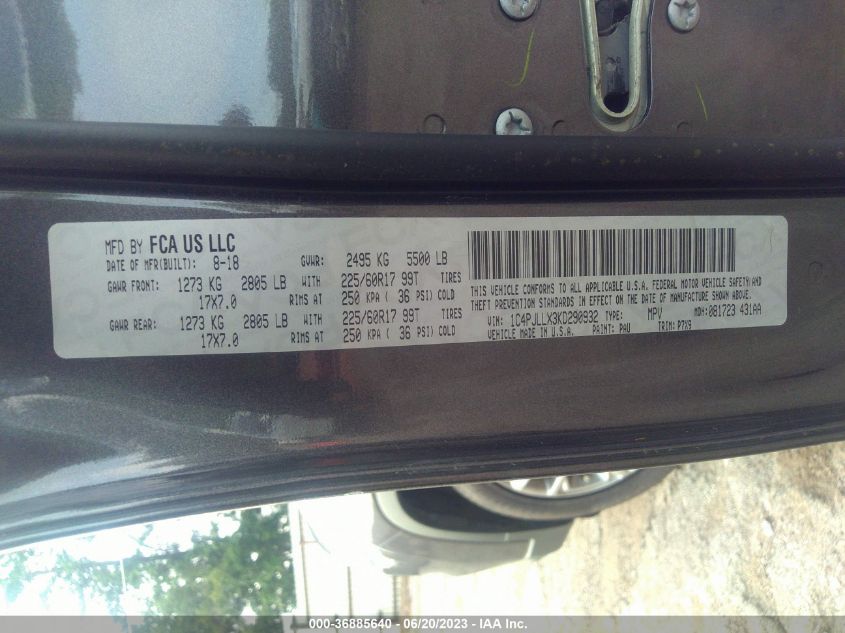 MFD BY FCA US LLC
DATE OF MFR(BUILT): 8-18 GVWR: 2495 KG 5500 LB
GAWR FRONT: 1273 KG 2805 LB WITH 225/60R17 99T TIRES
17X7.0 RIMS AT 250 KPA ( 36 PSI) COLD
GAWR REAR: 1273 KG 2805 LB WITH 225/60R17 99T TIRES
17X7.0 RIMS AT 250 KPA ( 36 PSI) COLD
THIS VEHICLE CONFORMS TO ALL APPLICABLE U.S.A. FEDERAL MOTOR VEHICLE SAFETY AND
THEFT PREVENTION STANDARDS IN EFFECT ON THE DATE OF MANUFACTURE SHOWN ABOVE.
VIN: 1C4PJLLX3KD290932 TYPE: MPV MDH: 081723 431AA
VEHICLE MADE IN U.S.A. PAINT: PAU TRIM: P7X9
000-36885640 - 06/20/2023 - IAA Inc.